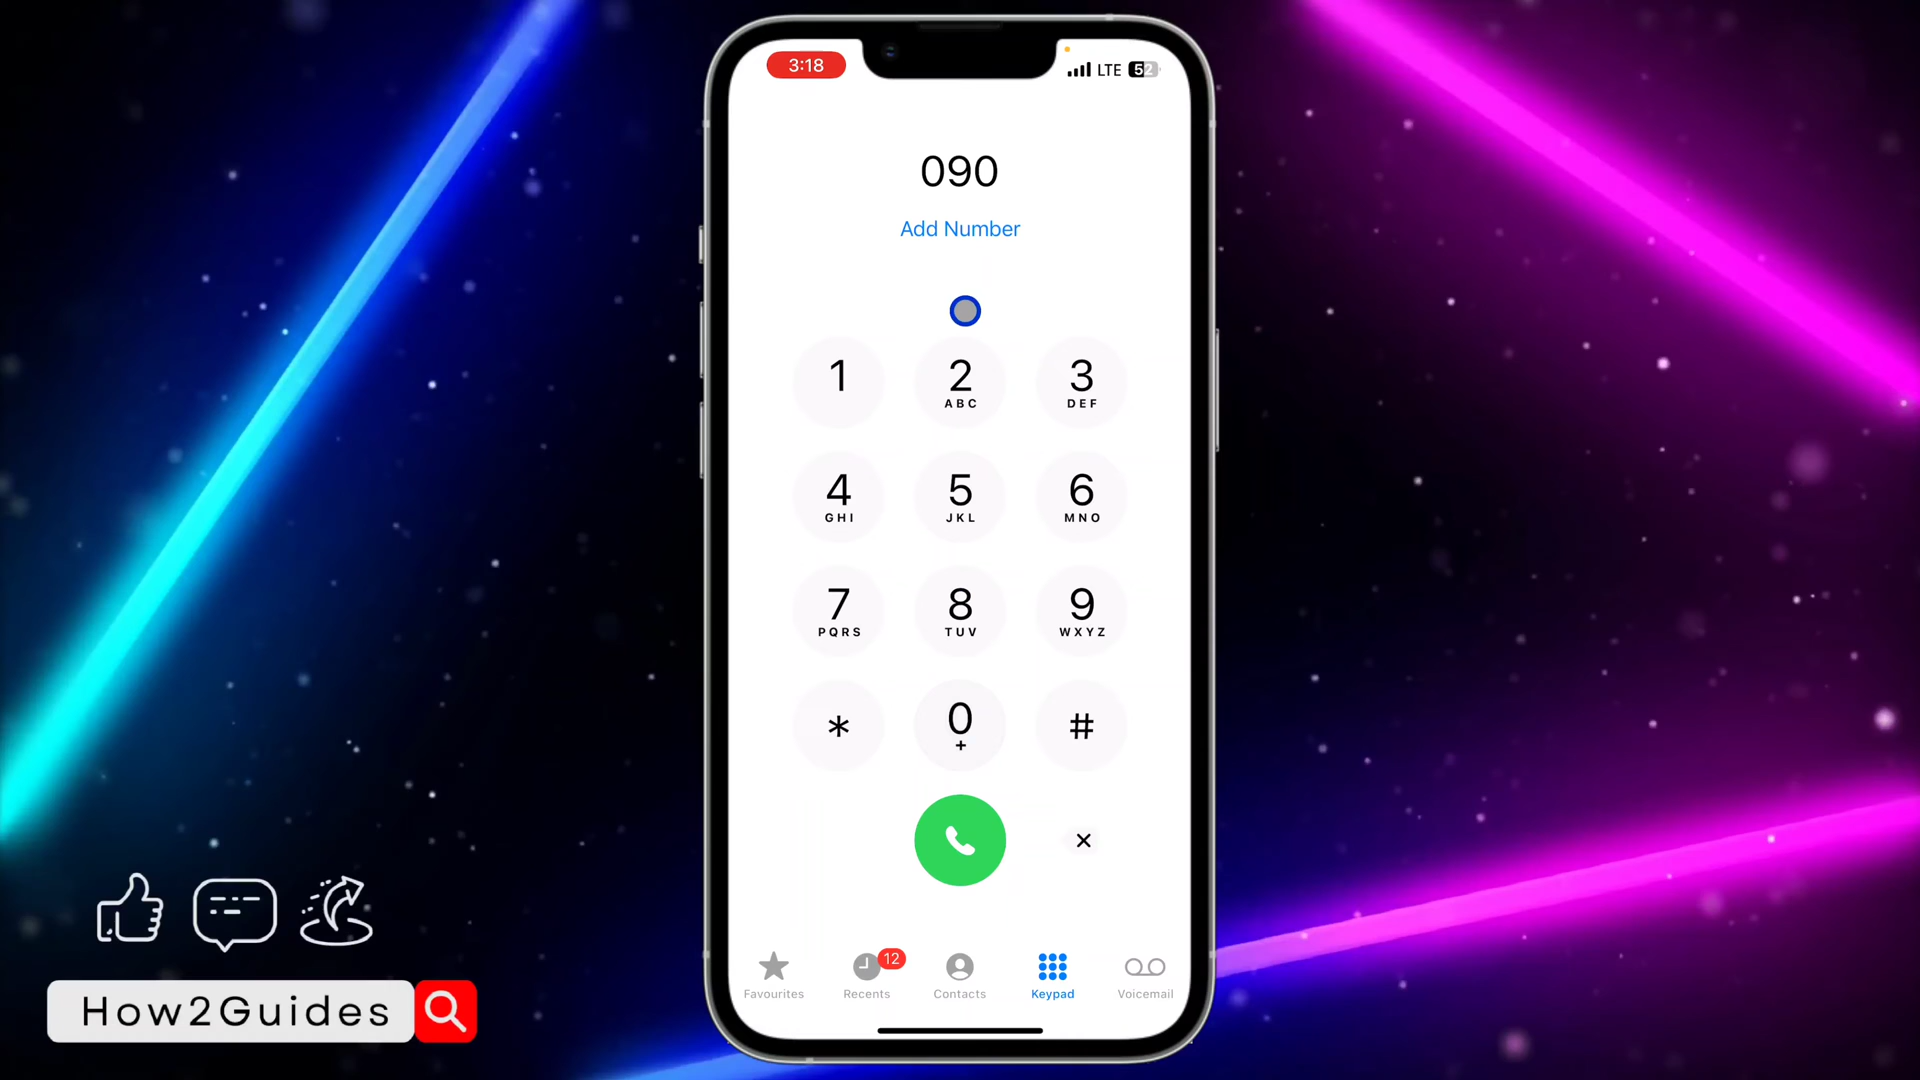 3:18
LTE 52
090
Add Number
1
2
ABC
3
DEF
4
GHI
5
JKL
6
MNO
7
PQRS
8
TUV
9
WXYZ
*
0
+
#
12
Favourites
Recents
Contacts
Keypad
Voicemail
How2Guides